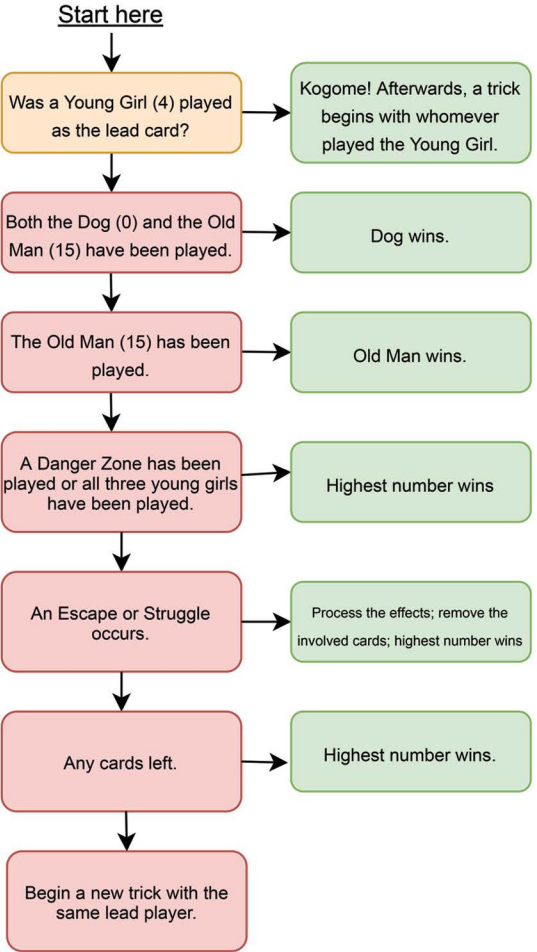 Start here
Was a Young Girl (4) played
as the lead card?
Kogome! Afterwards, a trick
begins with whomever
played the Young Girl.
Both the Dog (0) and the Old
Man (15) have been played.
Dog wins.
The Old Man (15) has been
played.
Old Man wins.
A Danger Zone has been
played or all three young girls
have been played.
Highest number wins
An Escape or Struggle
occurs.
Process the effects; remove the
involved cards; highest number wins
Any cards left.
Highest number wins.
Begin a new trick with the
same lead player.